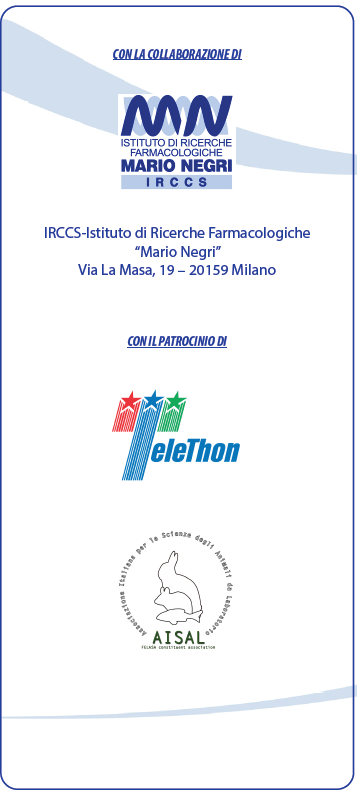 CON LA COLLABORAZIONE DI
MN
ISTITUTO DI RICERCHE
FARMACOLOGICHE
MARIO NEGRI
IRCCS
IRCCS-Istituto di Ricerche Farmacologiche
“Mario Negri”
Via La Masa, 19 – 20159 Milano
CON IL PATROCINIO DI
TeleThon
Associazione Italiana per le Scienze degli Animali da Laboratorio
AISAL
FELASA constituent association